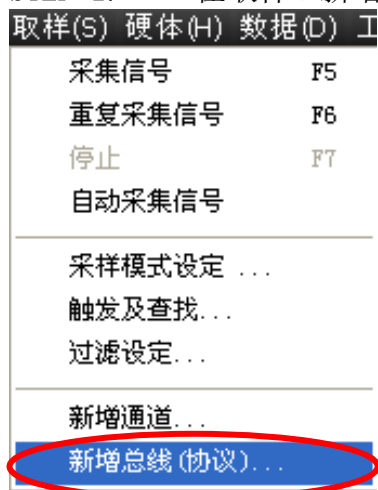 取样(S) 硬体(H) 数据(D) 工
采集信号 F5
重复采集信号 F6
停止 F7
自动采集信号
采样模式设定 ...
触发及查找...
过滤设定...
新增通道...
新增总线(协议)...